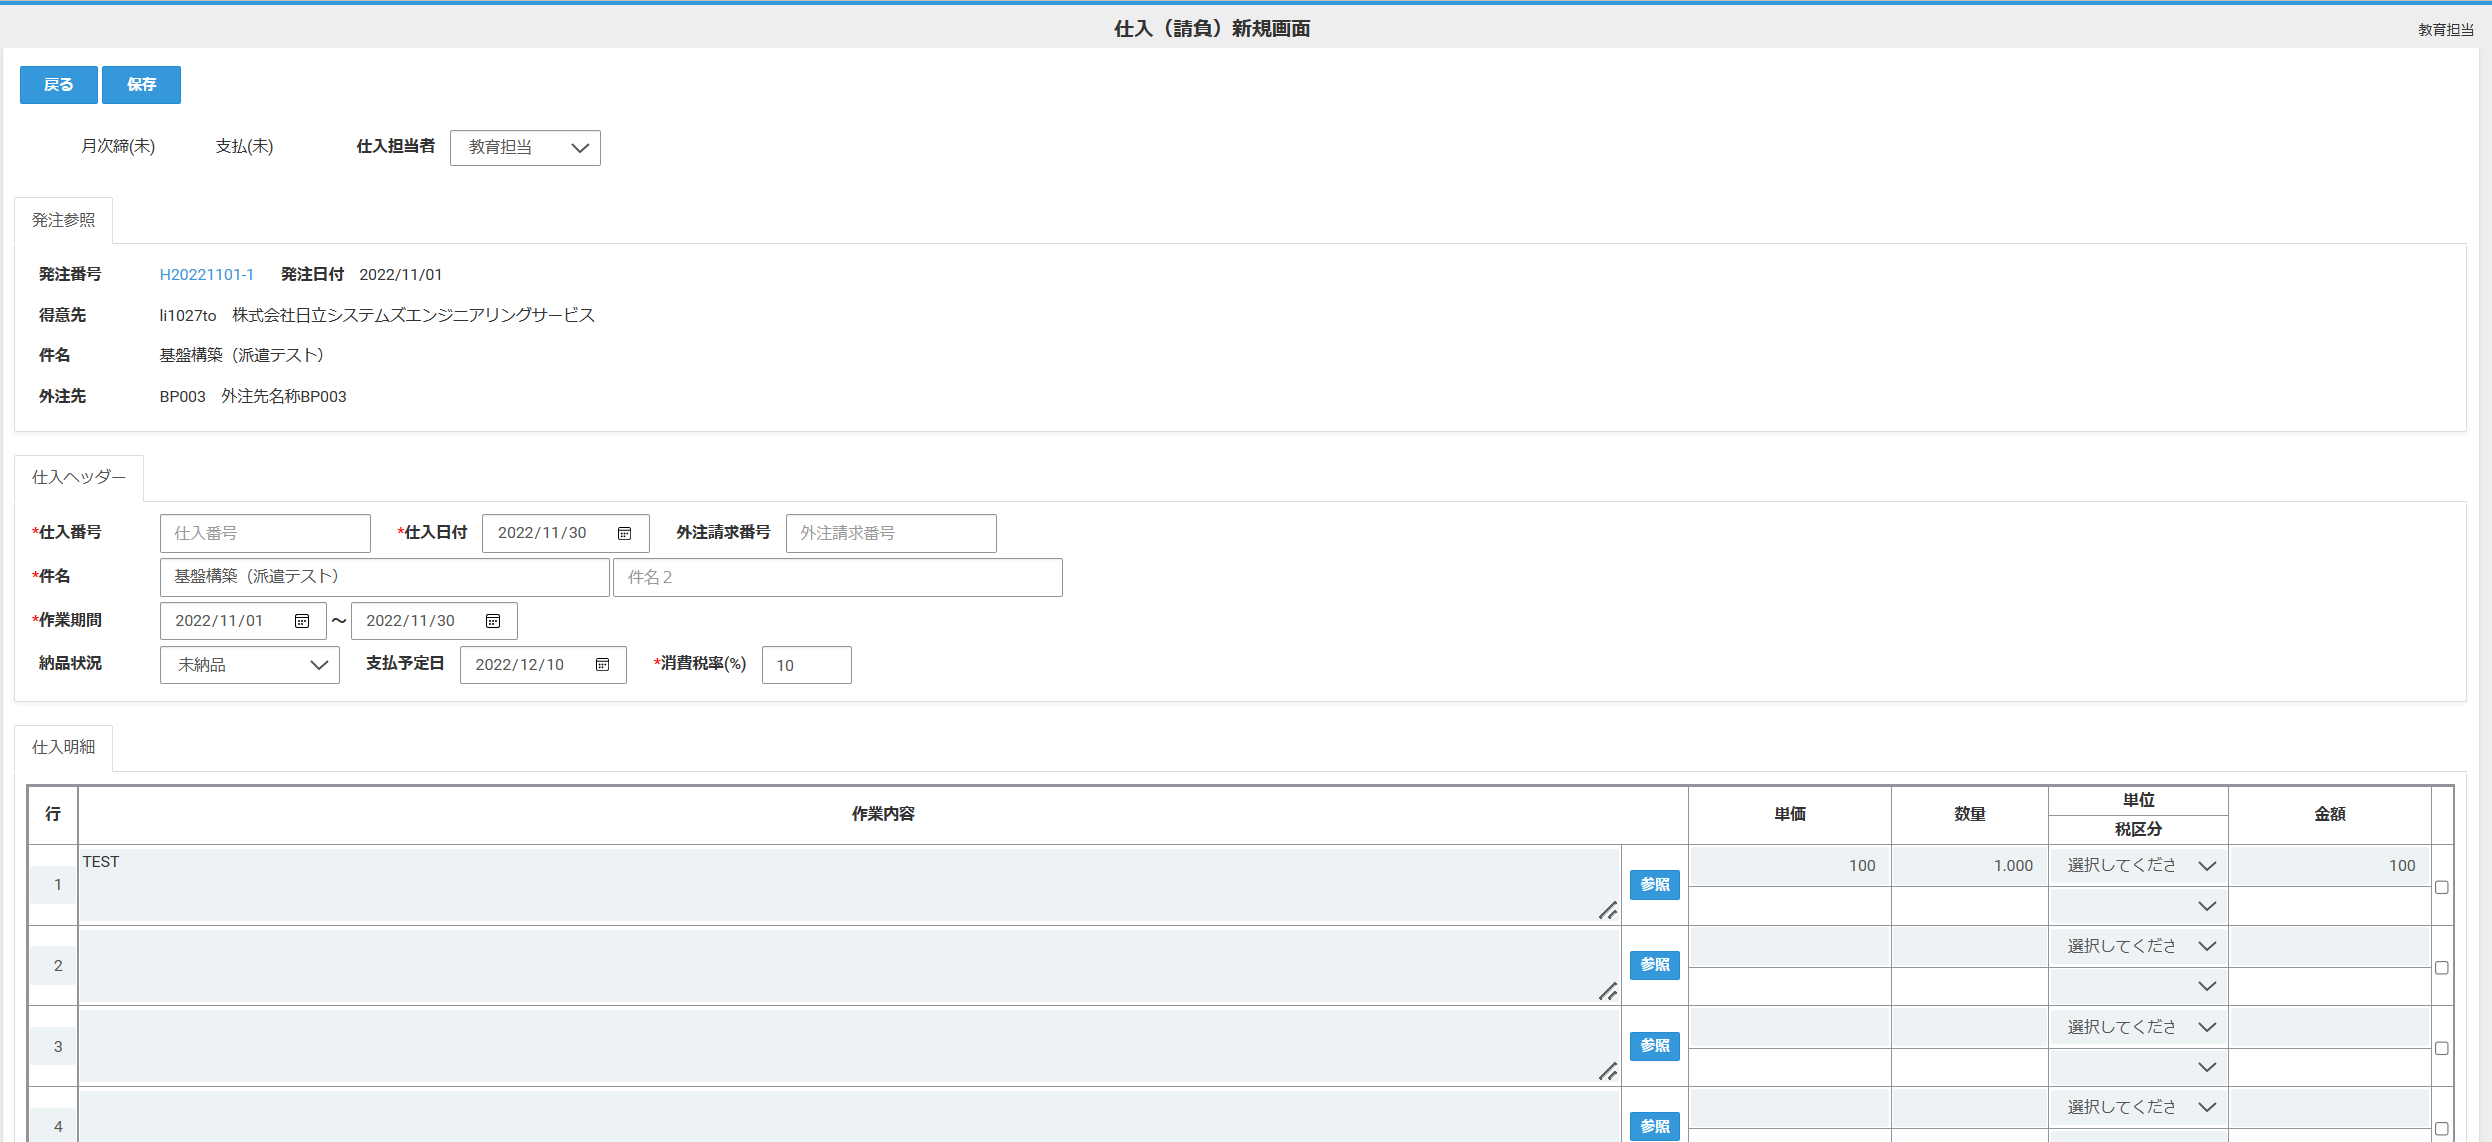 仕入（請負）新規画面
教育担当
戻る 保存
月次締(未) 支払(未) 仕入担当者 教育担当
発注参照
発注番号 H20221101-1 発注日付 2022/11/01
得意先 li1027to 株式会社日立システムズエンジニアリングサービス
件名 基盤構築（派遣テスト）
外注先 BP003 外注先名称BP003
仕入ヘッダー
*仕入番号 仕入番号 *仕入日付 2022/11/30 外注請求番号 外注請求番号
*件名 基盤構築（派遣テスト） 件名２
*作業期間 2022/11/01 〜 2022/11/30
納品状況 未納品 支払予定日 2022/12/10 *消費税率(%) 10
仕入明細
行 作業内容 単価 数量 単位 金額
税区分
TEST
1 参照 100 1.000 選択してくださ 100
2 参照 選択してくださ
3 参照 選択してくださ
4 参照 選択してくださ